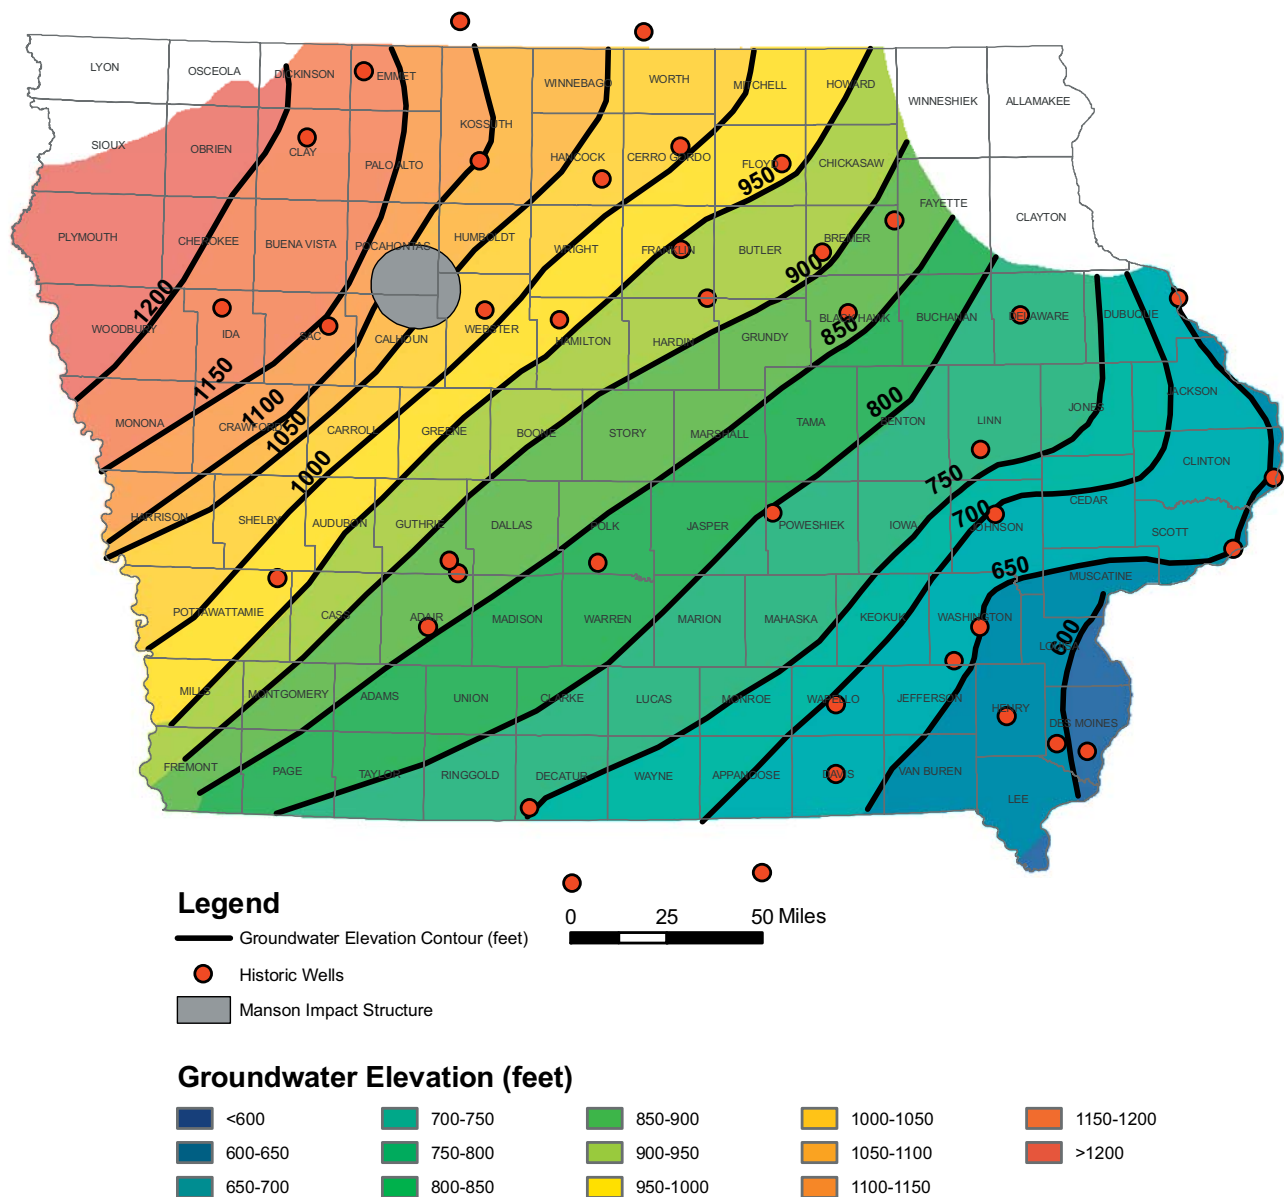 LYON
OSCEOLA
DICKINSON
EMMET
WINNEBAGO
WORTH
MITCHELL
HOWARD
WINNESHIEK
ALLAMAKEE
SIOUX
OBRIEN
CLAY
PALO ALTO
KOSSUTH
HANCOCK
CERRO GORDO
FLOYD
CHICKASAW
950
FAYETTE
CLAYTON
PLYMOUTH
CHEROKEE
BUENA VISTA
POCAHONTAS
HUMBOLDT
WRIGHT
FRANKLIN
BUTLER
BREMER
900
1200
WOODBURY
IDA
SAC
CALHOUN
WEBSTER
HAMILTON
HARDIN
GRUNDY
BLACK HAWK
850
BUCHANAN
DELAWARE
DUBUQUE
1150
1100
1050
1000
MONONA
CRAWFORD
CARROLL
GREENE
BOONE
STORY
MARSHALL
TAMA
800
BENTON
LINN
JONES
JACKSON
CLINTON
750
700
HARRISON
SHELBY
AUDUBON
GUTHRIE
DALLAS
POLK
JASPER
POWESHIEK
IOWA
JOHNSON
CEDAR
SCOTT
650
MUSCATINE
POTTAWATTAMIE
CASS
ADAIR
MADISON
WARREN
MARION
MAHASKA
KEOKUK
WASHINGTON
LOUISA
600
MILLS
MONTGOMERY
ADAMS
UNION
CLARKE
LUCAS
MONROE
WAPELLO
JEFFERSON
HENRY
DES MOINES
FREMONT
PAGE
TAYLOR
RINGGOLD
DECATUR
WAYNE
APPANOOSE
DAVIS
VAN BUREN
LEE
Legend
0 25 50 Miles
Groundwater Elevation Contour (feet)
Historic Wells
Manson Impact Structure
Groundwater Elevation (feet)
<600 700-750 850-900 1000-1050 1150-1200
600-650 750-800 900-950 1050-1100 >1200
650-700 800-850 950-1000 1100-1150